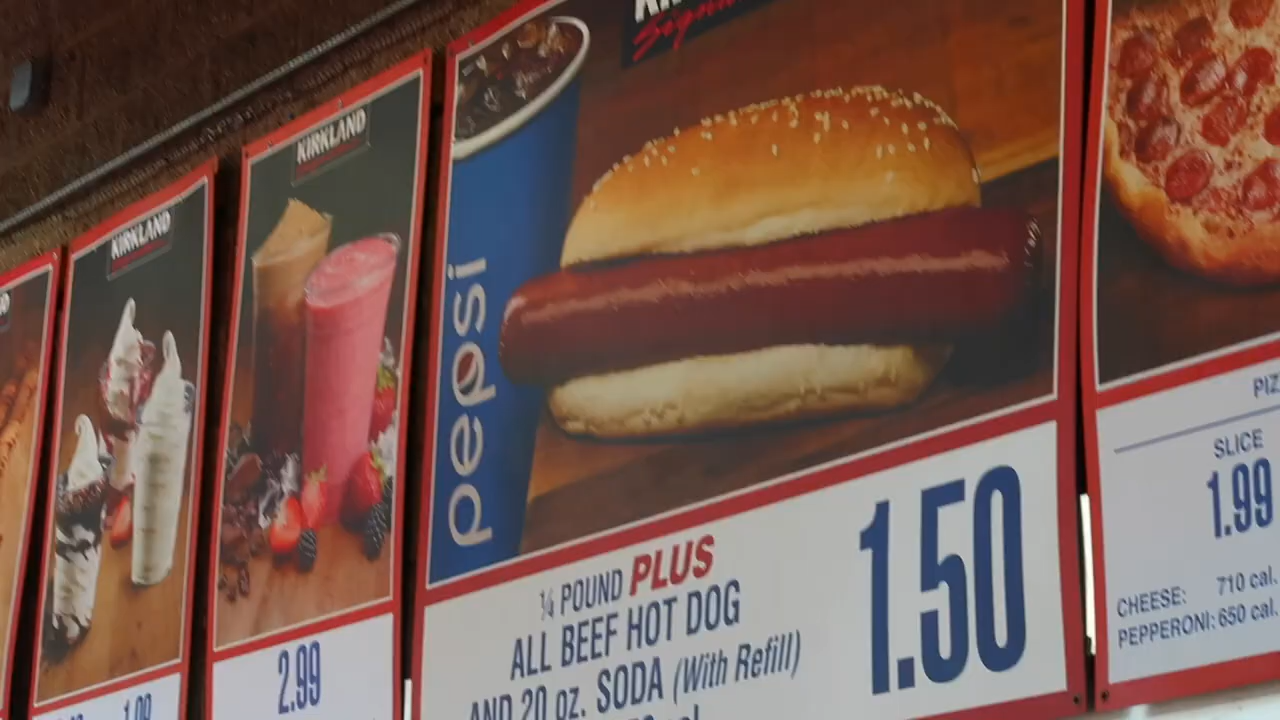 KIRKLAND
KIRKLAND
2.99
pepsi
¼ POUND PLUS
ALL BEEF HOT DOG
AND 20 oz. SODA (With Refill)
1.50
SLICE
1.99
CHEESE: 710 cal.
PEPPERONI: 650 cal.